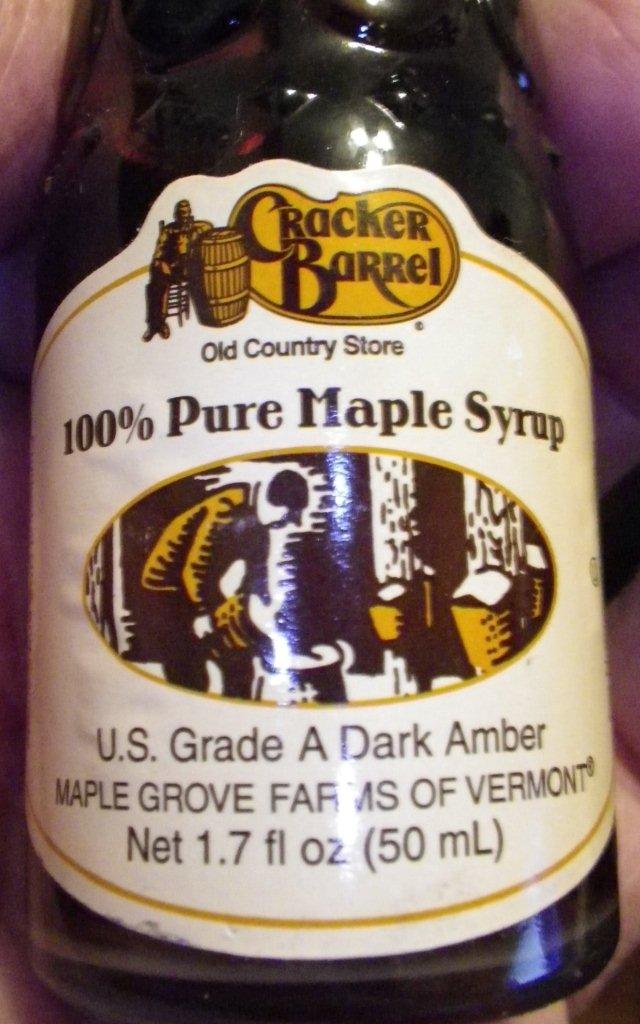 Cracker
Barrel
Old Country Store
100% Pure Maple Syrup
U.S. Grade A Dark Amber
MAPLE GROVE FARMS OF VERMONT®
Net 1.7 fl oz (50 mL)